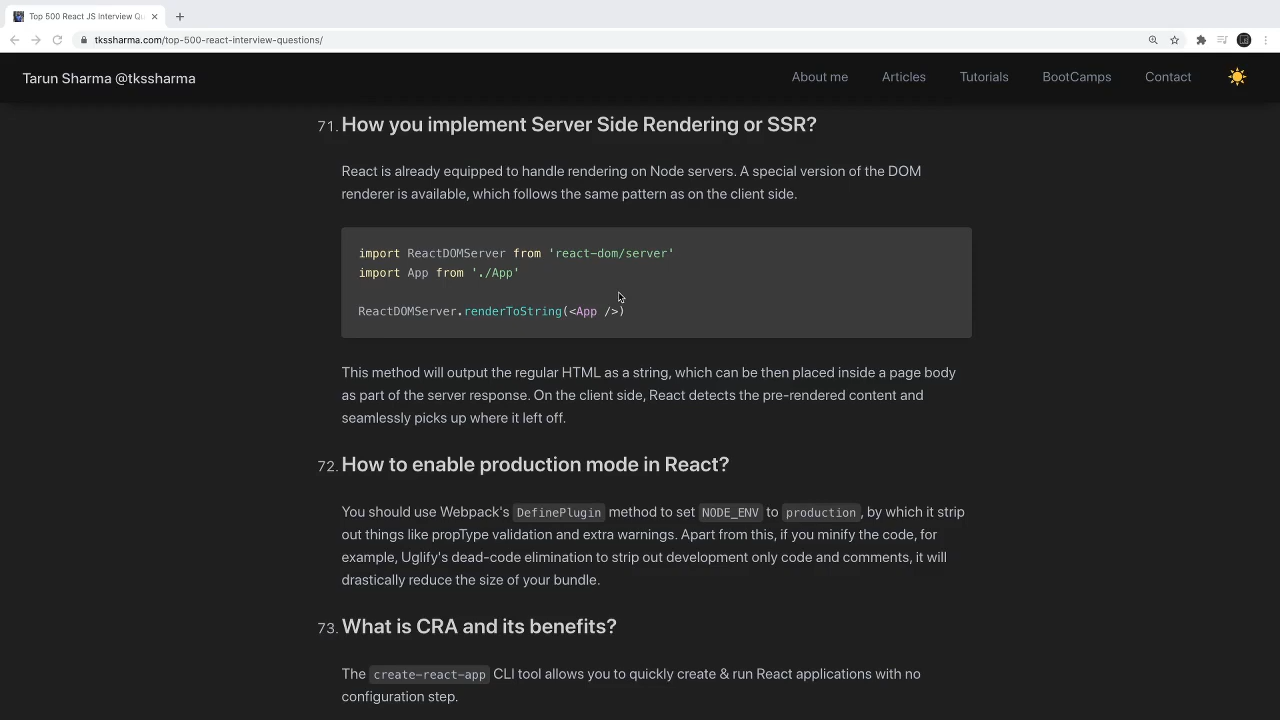 Top 500 React JS Interview Qu
tkssharma.com/top-500-react-interview-questions/
Tarun Sharma @tkssharma
About me
Articles
Tutorials
BootCamps
Contact
71. How you implement Server Side Rendering or SSR?
React is already equipped to handle rendering on Node servers. A special version of the DOM
renderer is available, which follows the same pattern as on the client side.
import ReactDOMServer from 'react-dom/server'
import App from './App'
ReactDOMServer.renderToString(<App />)
This method will output the regular HTML as a string, which can be then placed inside a page body
as part of the server response. On the client side, React detects the pre-rendered content and
seamlessly picks up where it left off.
72. How to enable production mode in React?
You should use Webpack's DefinePlugin method to set NODE_ENV to production, by which it strip
out things like propType validation and extra warnings. Apart from this, if you minify the code, for
example, Uglify's dead-code elimination to strip out development only code and comments, it will
drastically reduce the size of your bundle.
73. What is CRA and its benefits?
The create-react-app CLI tool allows you to quickly create & run React applications with no
configuration step.